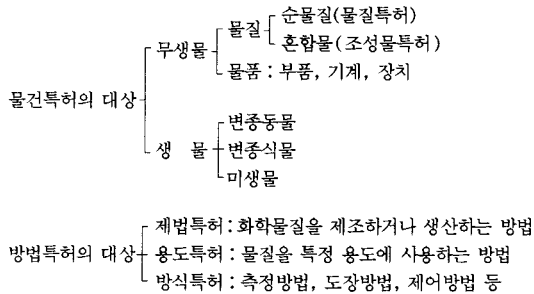 순물질(물질특허)
물질
무생물
혼합물(조성물특허)
물품 : 부품, 기계, 장치
물건특허의 대상
변종동물
생 물
변종식물
미생물
제법특허 : 화학물질을 제조하거나 생산하는 방법
방법특허의 대상
용도특허 : 물질을 특정 용도에 사용하는 방법
방식특허 : 측정방법, 도장방법, 제어방법 등